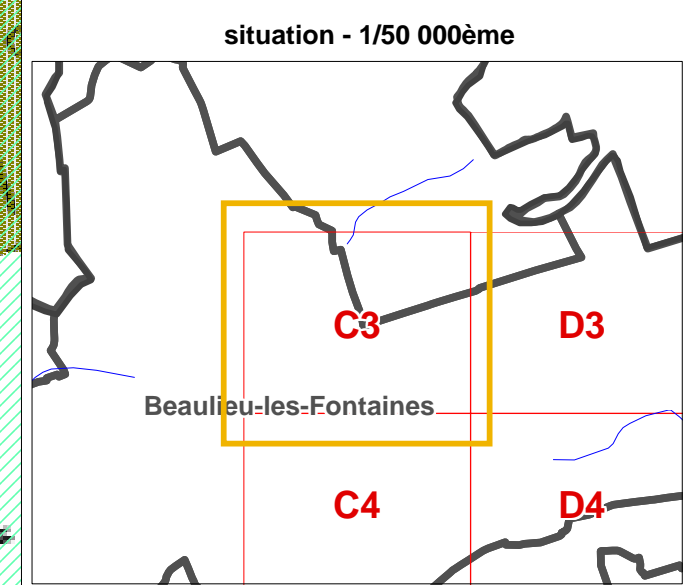 situation - 1/50 000ème
C3
D3
Beaulieu-les-Fontaines
C4
D4